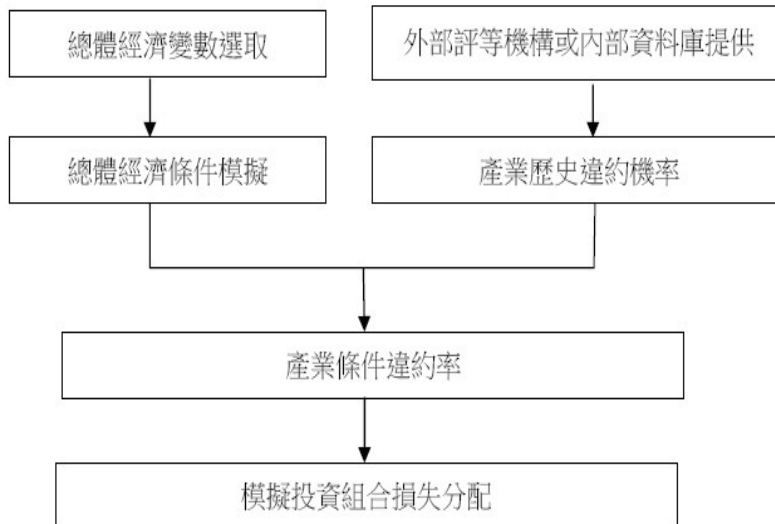 總體經濟變數選取
外部評等機構或內部資料庫提供
總體經濟條件模擬
產業歷史違約機率
產業條件違約率
模擬投資組合損失分配